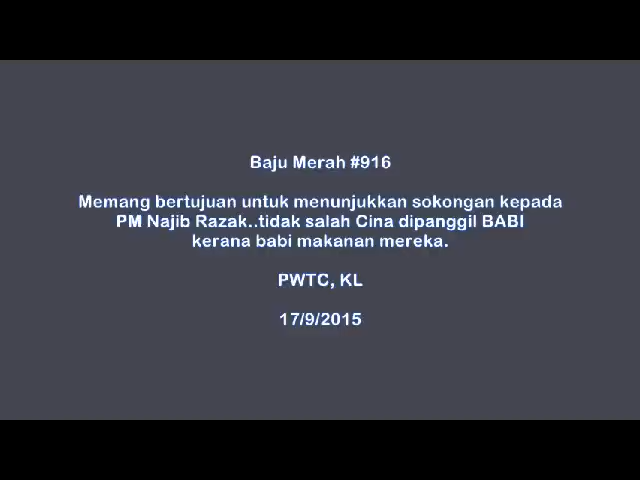 Baju Merah #916
Memang bertujuan untuk menunjukkan sokongan kepada
PM Najib Razak..tidak salah Cina dipanggil BABI
kerana babi makanan mereka.
PWTC, KL
17/9/2015